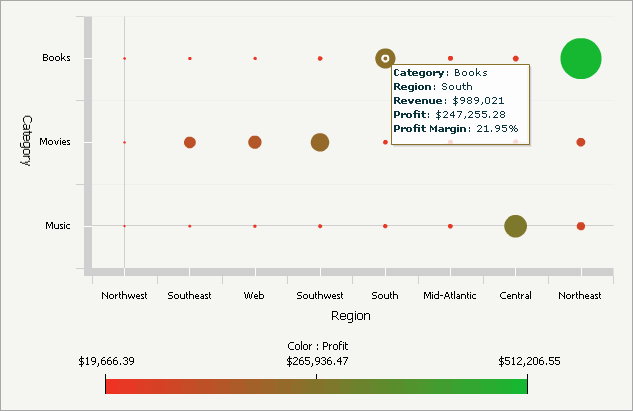 Books
Category: Books
Region: South
Revenue: $989,021
Profit: $247,255.28
Profit Margin: 21.95%
Category
Movies
Music
Northwest Southeast Web Southwest South Mid-Atlantic Central Northeast
Region
Color : Profit
$19,666.39 $265,936.47 $512,206.55